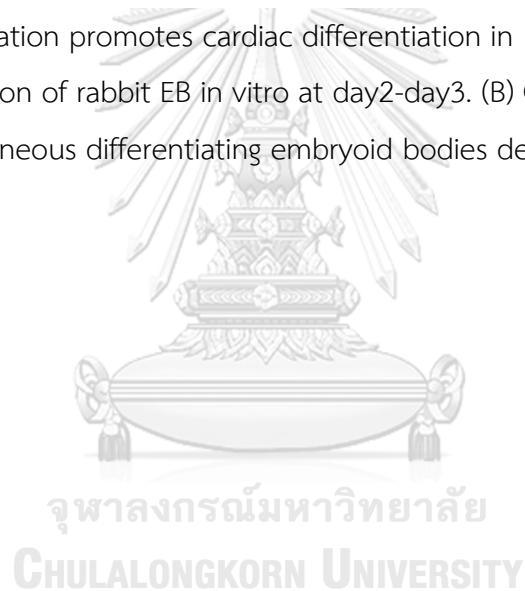 ation promotes cardiac differentiation in
on of rabbit EB in vitro at day2-day3. (B)
neous differentiating embryoid bodies de
จุฬาลงกรณ์มหาวิทยาลัย
CHULALONGKORN UNIVERSITY